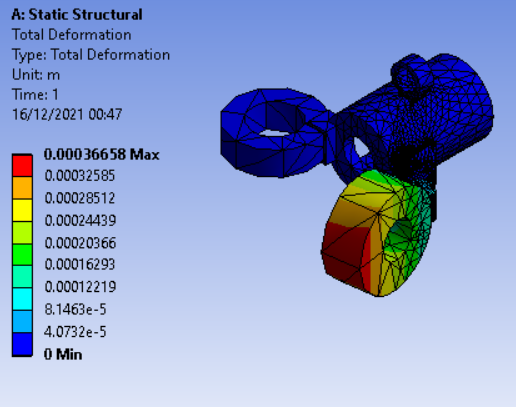 A: Static Structural
Total Deformation
Type: Total Deformation
Unit: m
Time: 1
16/12/2021 00:47
0.00036658 Max
0.00032585
0.00028512
0.00024439
0.00020366
0.00016293
0.00012219
8.1463e-5
4.0732e-5
0 Min